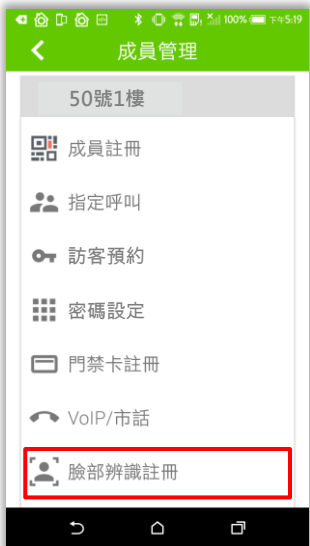 100% 下午5:19
成員管理
50號1樓
成員註冊
指定呼叫
訪客預約
密碼設定
門禁卡註冊
VoIP/市話
臉部辨識註冊